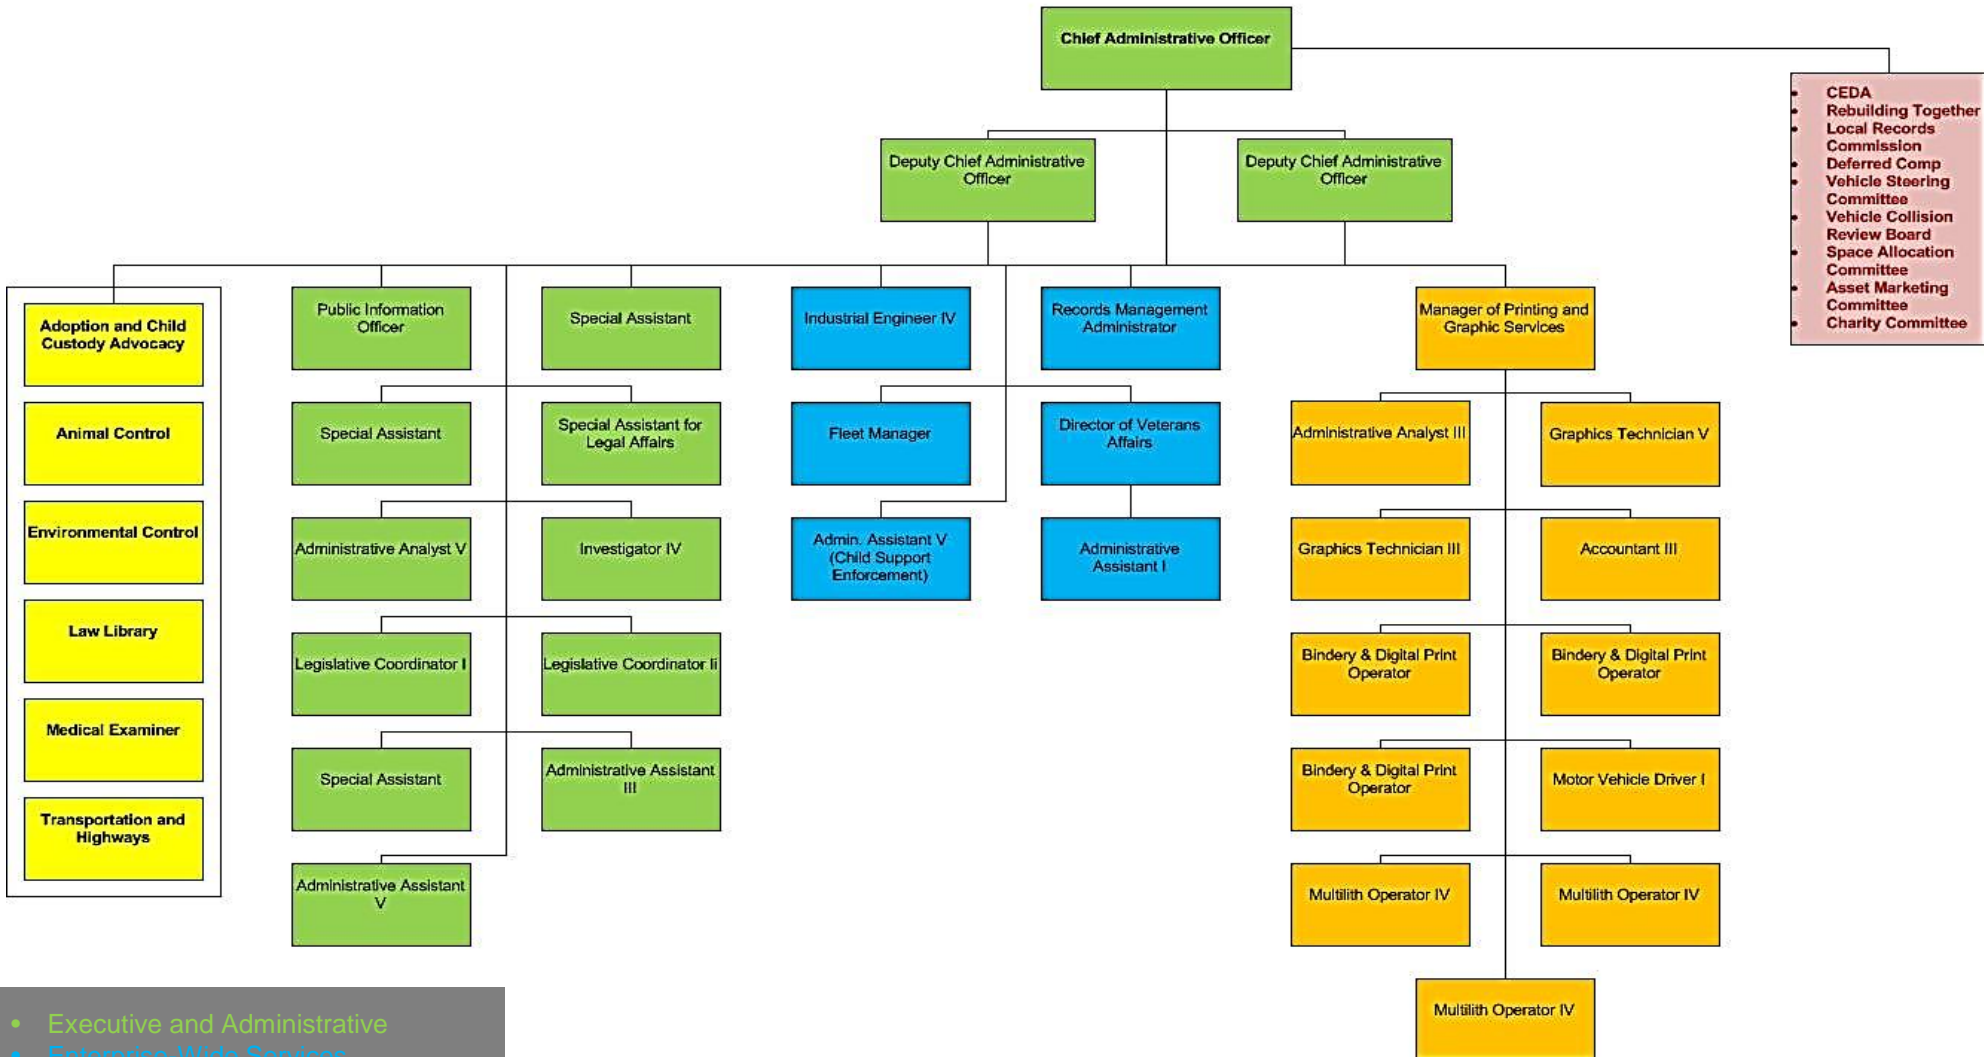 Chief Administrative Officer
• CEDA
• Rebuilding Together
• Local Records
Commission
• Deferred Comp
• Vehicle Steering
Committee
• Vehicle Collision
Review Board
• Space Allocation
Committee
• Asset Marketing
Committee
• Charity Committee
Deputy Chief Administrative
Officer
Deputy Chief Administrative
Officer
Adoption and Child
Custody Advocacy
Animal Control
Environmental Control
Law Library
Medical Examiner
Transportation and
Highways
Public Information
Officer
Special Assistant
Special Assistant
Special Assistant for
Legal Affairs
Administrative Analyst V
Investigator IV
Legislative Coordinator I
Legislative Coordinator Ii
Special Assistant
Administrative Assistant
III
Administrative Assistant
V
Industrial Engineer IV
Records Management
Administrator
Fleet Manager
Director of Veterans
Affairs
Admin. Assistant V
(Child Support
Enforcement)
Administrative
Assistant I
Manager of Printing and
Graphic Services
Administrative Analyst III
Graphics Technician V
Graphics Technician III
Accountant III
Bindery & Digital Print
Operator
Bindery & Digital Print
Operator
Bindery & Digital Print
Operator
Motor Vehicle Driver I
Multilith Operator IV
Multilith Operator IV
Multilith Operator IV
• Executive and Administrative
• Enterprise-Wide Services